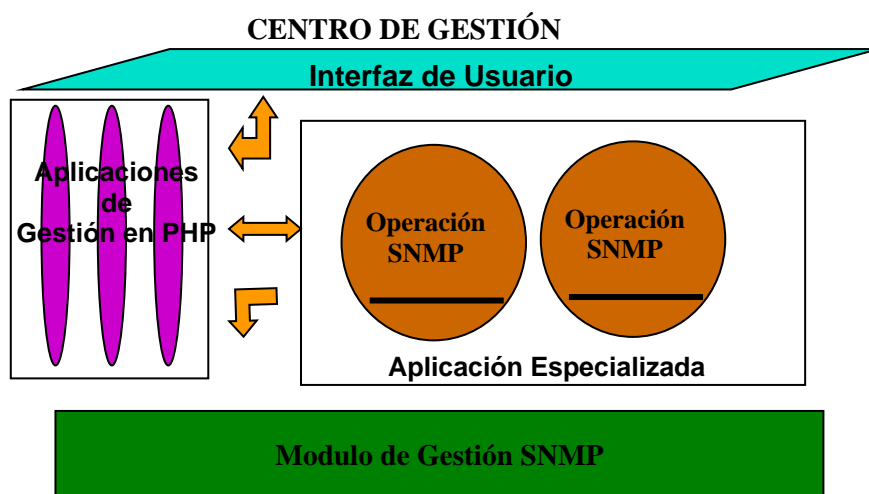 CENTRO DE GESTIÓN
Interfaz de Usuario
Aplicaciones
de
Gestión en PHP
Operación
SNMP
Operación
SNMP
Aplicación Especializada
Modulo de Gestión SNMP